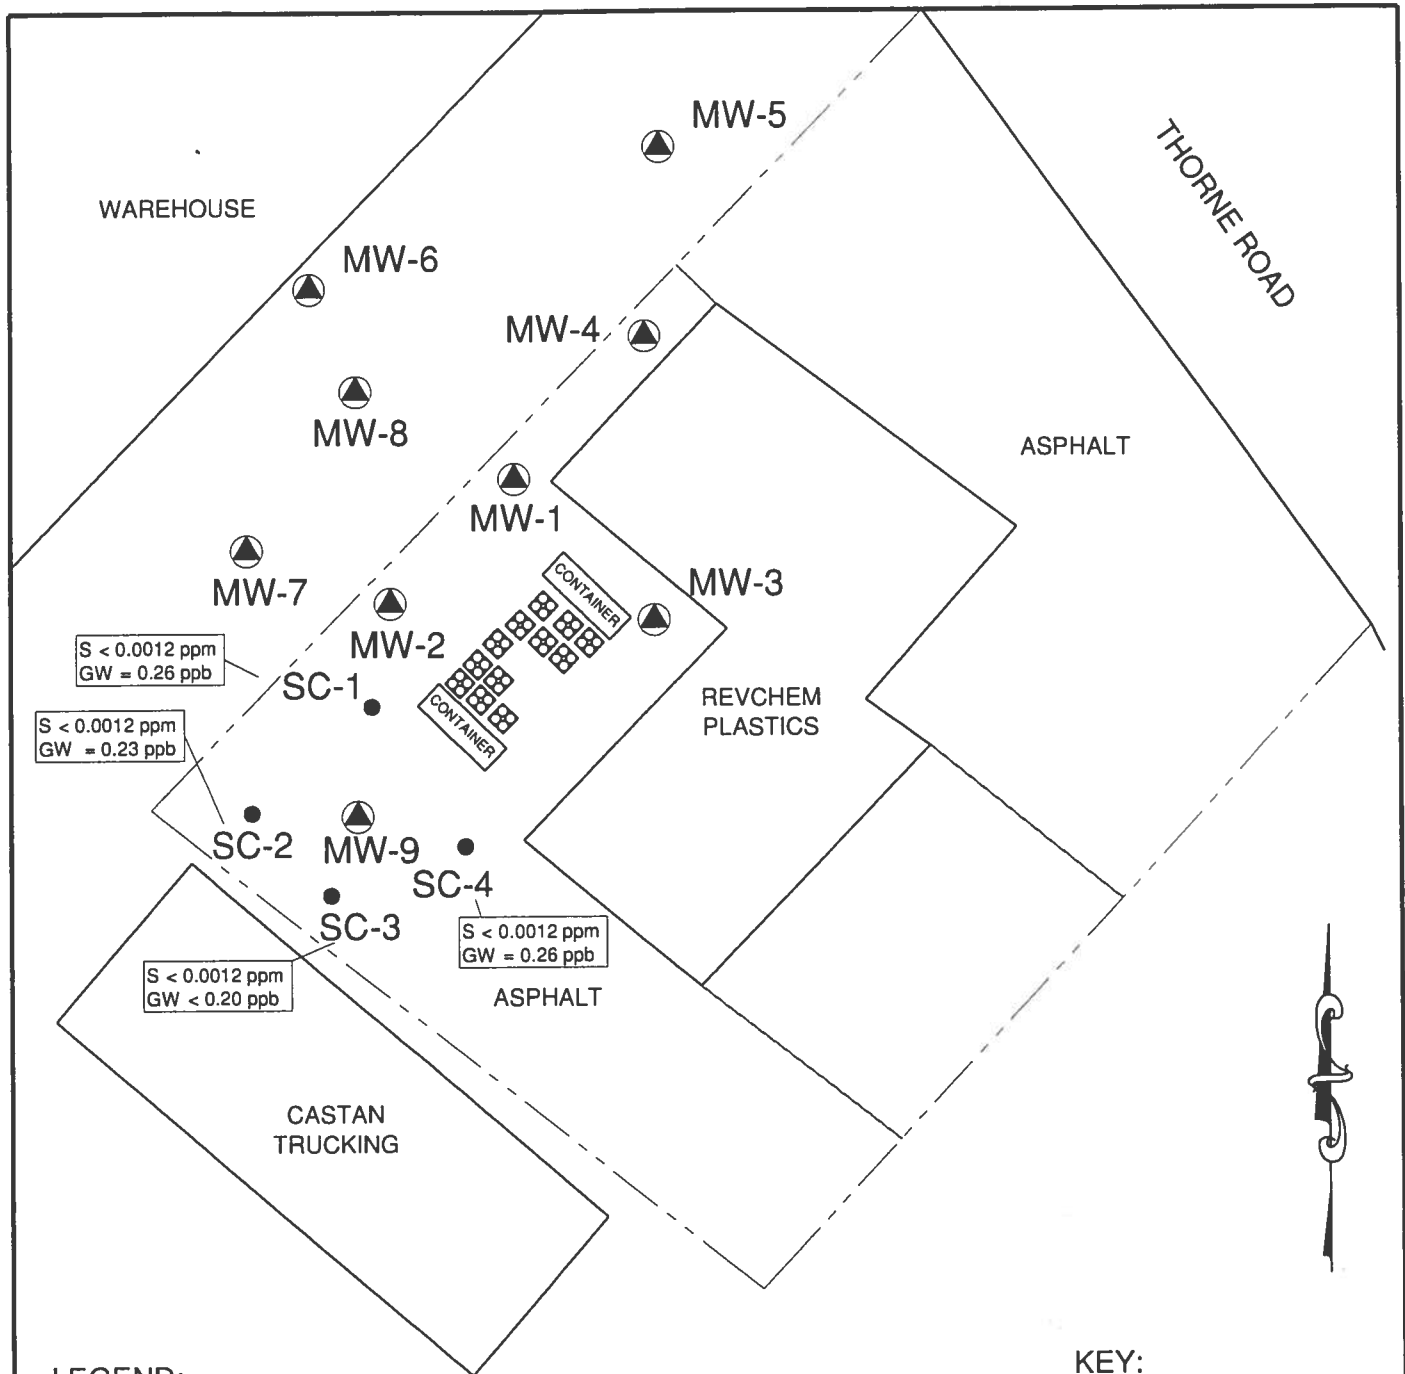 MW-5
THORNE ROAD
WAREHOUSE
MW-6
MW-4
MW-8
ASPHALT
MW-1
CONTAINER
MW-3
MW-7
MW-2
S < 0.0012 ppm
GW = 0.26 ppb
SC-1
REVCHEM
PLASTICS
CONTAINER
S < 0.0012 ppm
GW = 0.23 ppb
SC-2
MW-9
SC-4
SC-3
S < 0.0012 ppm
GW = 0.26 ppb
S < 0.0012 ppm
GW < 0.20 ppb
ASPHALT
CASTAN
TRUCKING
KEY:
LEGEND: